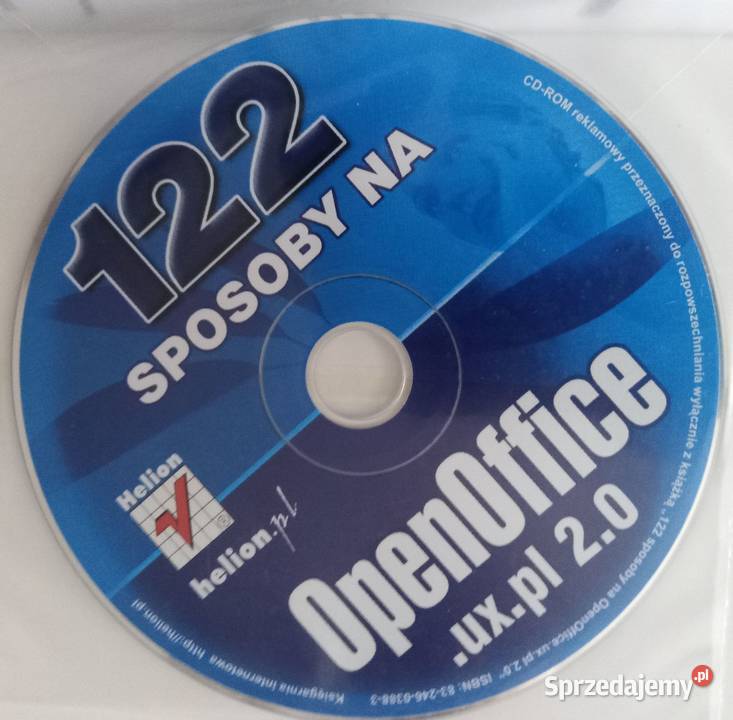 122
SPOSOBY NA
OpenOffice
.ux.pl 2.0
Helion
helion.pl
CD-ROM reklamowy przeznaczony do rozpowszechniania wyłącznie z książką „122 sposoby na OpenOffice.ux.pl 2.0" ISBN: 83-246-0388-3
Księgarnia Internetowa http://helion.pl
Sprzedajemy.pl